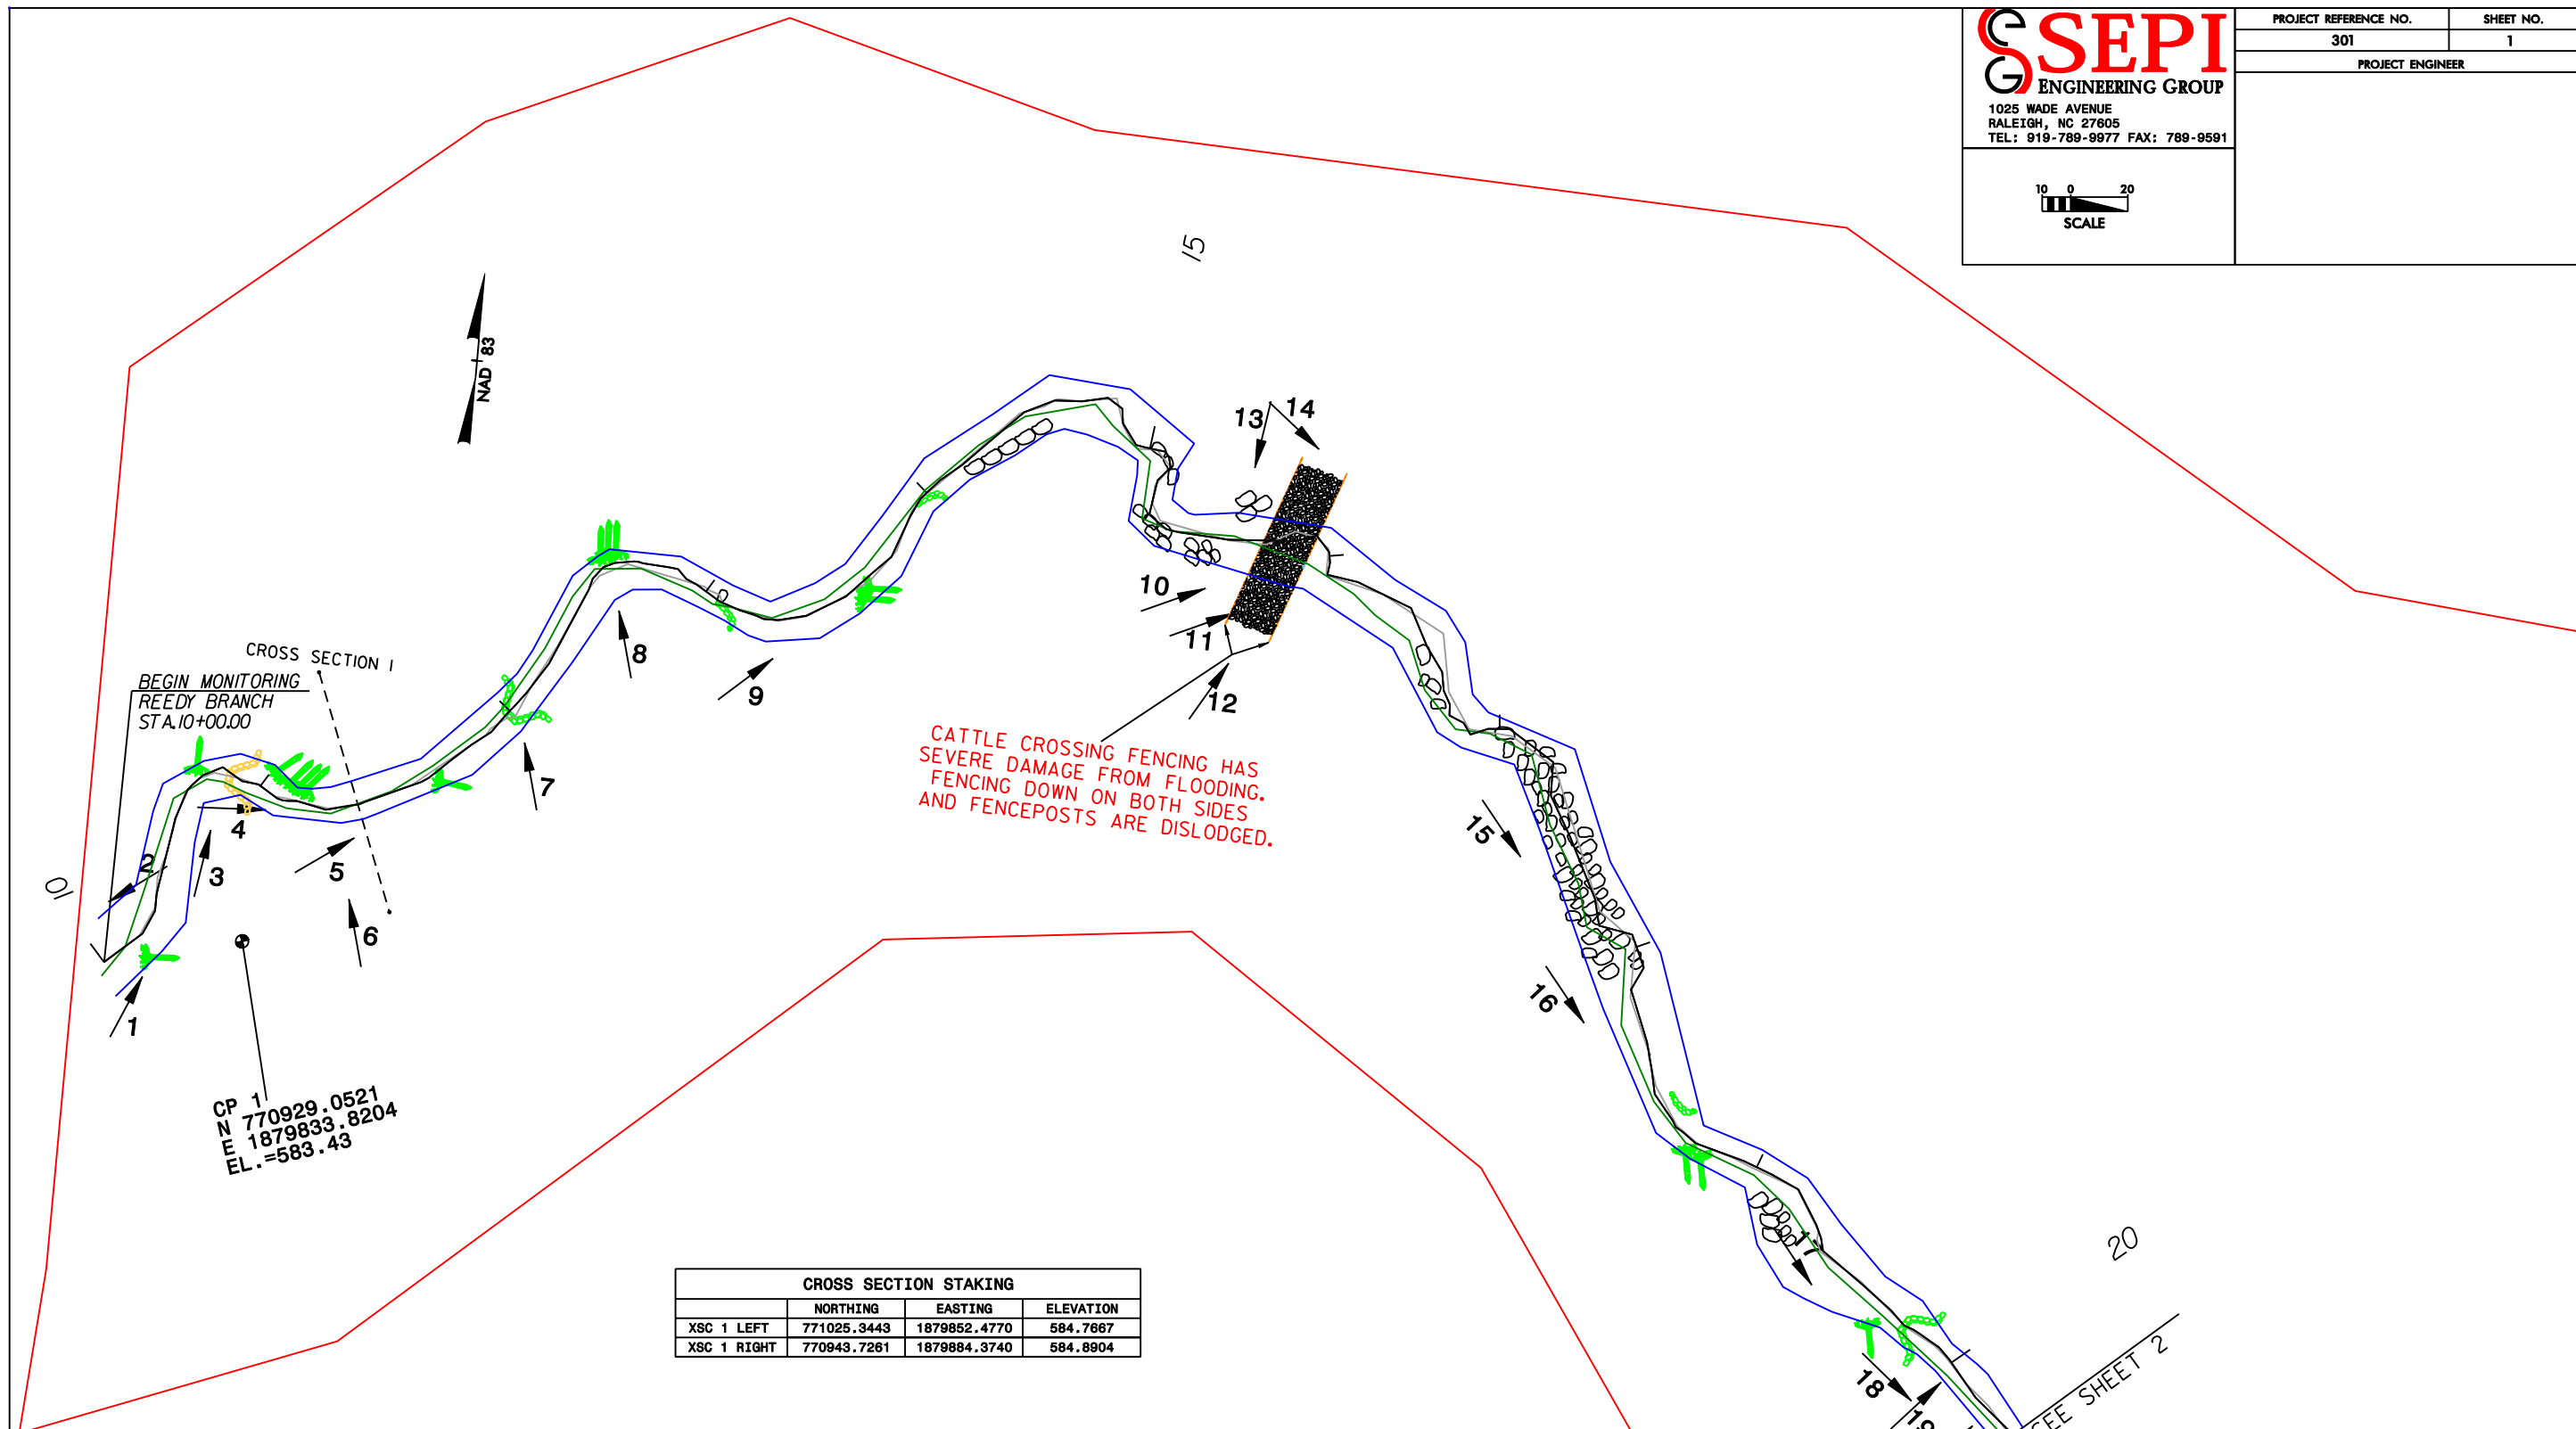 SEPI
ENGINEERING GROUP
1025 WADE AVENUE
RALEIGH, NC 27605
TEL: 919-789-9977 FAX: 789-9591
PROJECT REFERENCE NO.
SHEET NO.
301
1
PROJECT ENGINEER
10 0 20
SCALE
15
NAD 83
13
14
10
11
12
8
9
CROSS SECTION 1
BEGIN MONITORING
REEDY BRANCH
STA.10+00.00
7
4
2
3
5
6
10
1
CATTLE CROSSING FENCING HAS
SEVERE DAMAGE FROM FLOODING.
FENCING DOWN ON BOTH SIDES
AND FENCEPOSTS ARE DISLODGED.
15
16
CP 1
N 770929.0521
E 1879833.8204
EL.=583.43
17
20
CROSS SECTION STAKING
NORTHING EASTING ELEVATION
XSC 1 LEFT 771025.3443 1879852.4770 584.7667
XSC 1 RIGHT 770943.7261 1879884.3740 584.8904
18
19
SEE SHEET 2